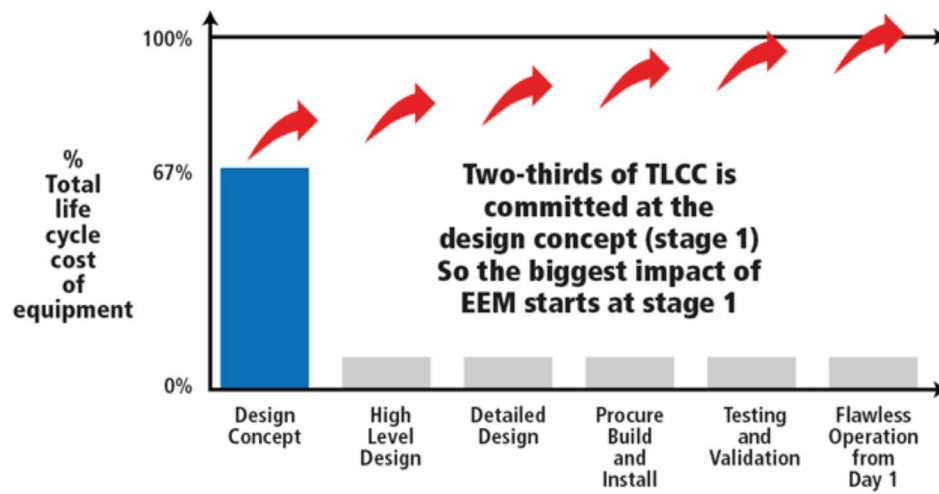 100%
67%
0%
%
Total
life
cycle
cost
of
equipment
Two-thirds of TLCC is
committed at the
design concept (stage 1)
So the biggest impact of
EEM starts at stage 1
Design
Concept
High
Level
Design
Detailed
Design
Procure
Build
and
Install
Testing
and
Validation
Flawless
Operation
from
Day 1